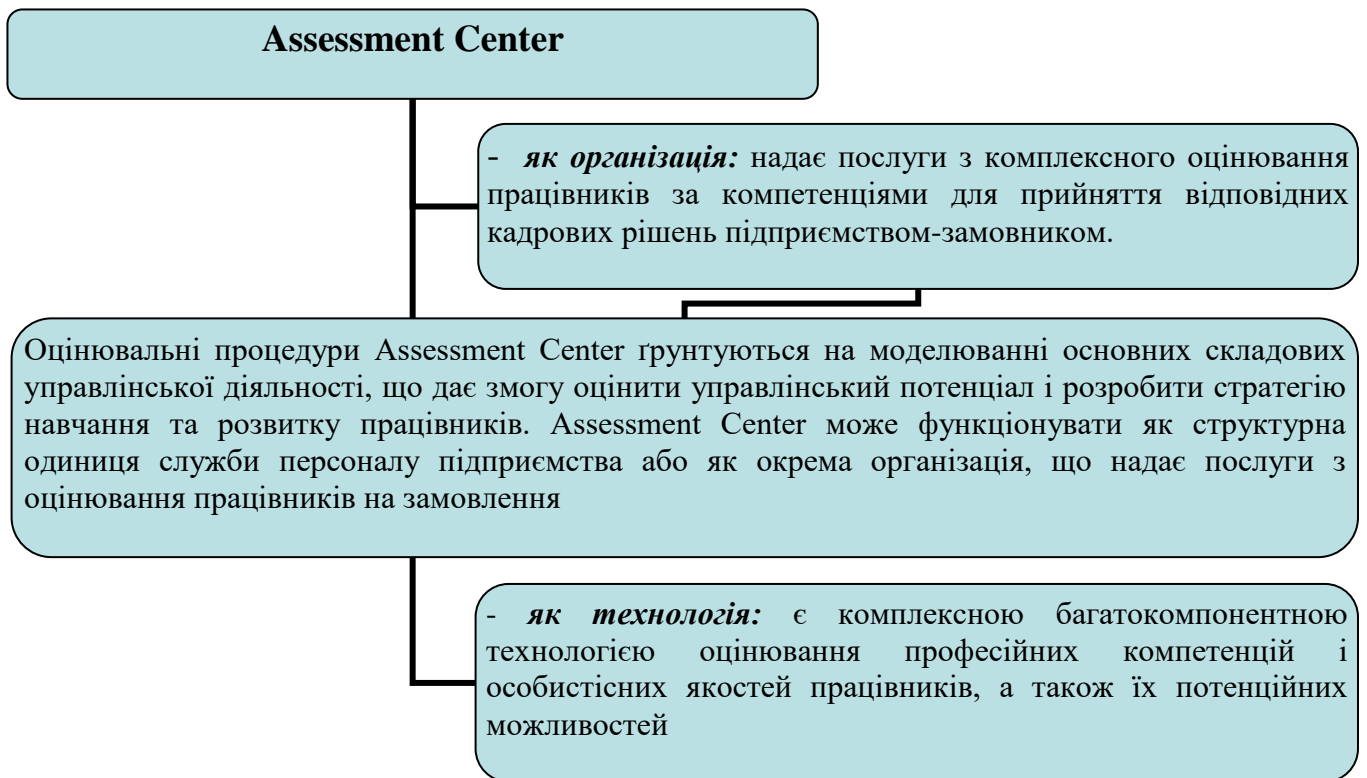 Assessment Center
- як організація: надає послуги з комплексного оцінювання
працівників за компетенціями для прийняття відповідних
кадрових рішень підприємством-замовником.
Оцінювальні процедури Assessment Center ґрунтуються на моделюванні основних складових
управлінської діяльності, що дає змогу оцінити управлінський потенціал і розробити стратегію
навчання та розвитку працівників. Assessment Center може функціонувати як структурна
одиниця служби персоналу підприємства або як окрема організація, що надає послуги з
оцінювання працівників на замовлення
- як технологія: є комплексною багатокомпонентною
технологією оцінювання професійних компетенцій і
особистісних якостей працівників, а також їх потенційних
можливостей